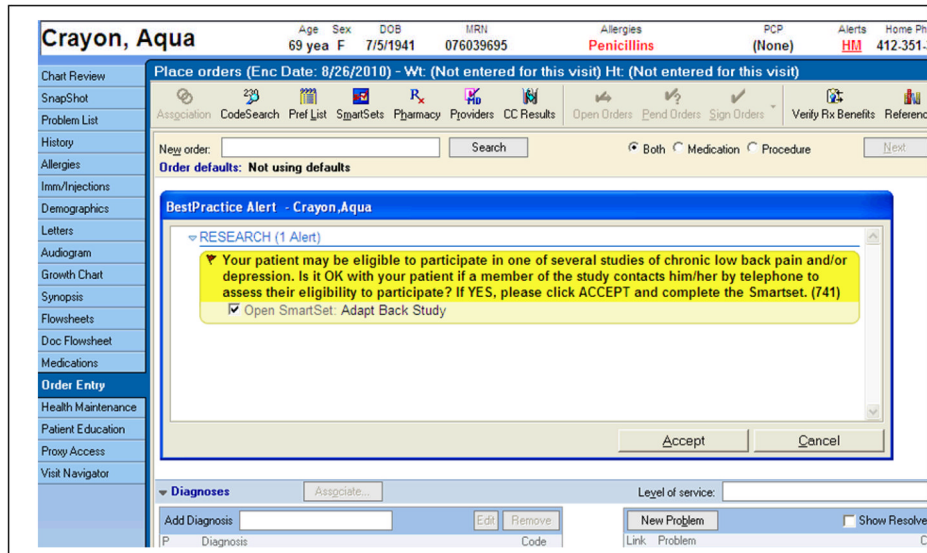 Crayon, Aqua
Age Sex DOB MRN Allergies PCP Alerts Home Ph
69 yea F 7/5/1941 076039695 Penicillins (None) HM 412-351-
Chart Review
SnapShot
Problem List
History
Allergies
Imm/Injections
Demographics
Letters
Audiogram
Growth Chart
Synopsis
Flowsheets
Doc Flowsheet
Medications
Order Entry
Health Maintenance
Patient Education
Proxy Access
Visit Navigator
Place orders (Enc Date: 8/26/2010) - Wt: (Not entered for this visit) Ht: (Not entered for this visit)
Association CodeSearch Pref List SmartSets Pharmacy Providers CC Results Open Orders Pend Orders Sign Orders Verify Rx Benefits Referenc
New order: Search Both Medication Procedure Next
Order defaults: Not using defaults
BestPractice Alert - Crayon,Aqua
RESEARCH (1 Alert)
Your patient may be eligible to participate in one of several studies of chronic low back pain and/or
depression. Is it OK with your patient if a member of the study contacts him/her by telephone to
assess their eligibility to participate? If YES, please click ACCEPT and complete the Smartset. (741)
Open SmartSet: Adapt Back Study
Accept Cancel
Diagnoses Associate... Level of service:
Add Diagnosis Edit Remove New Problem Show Resolve
P Diagnosis Code Link Problem C